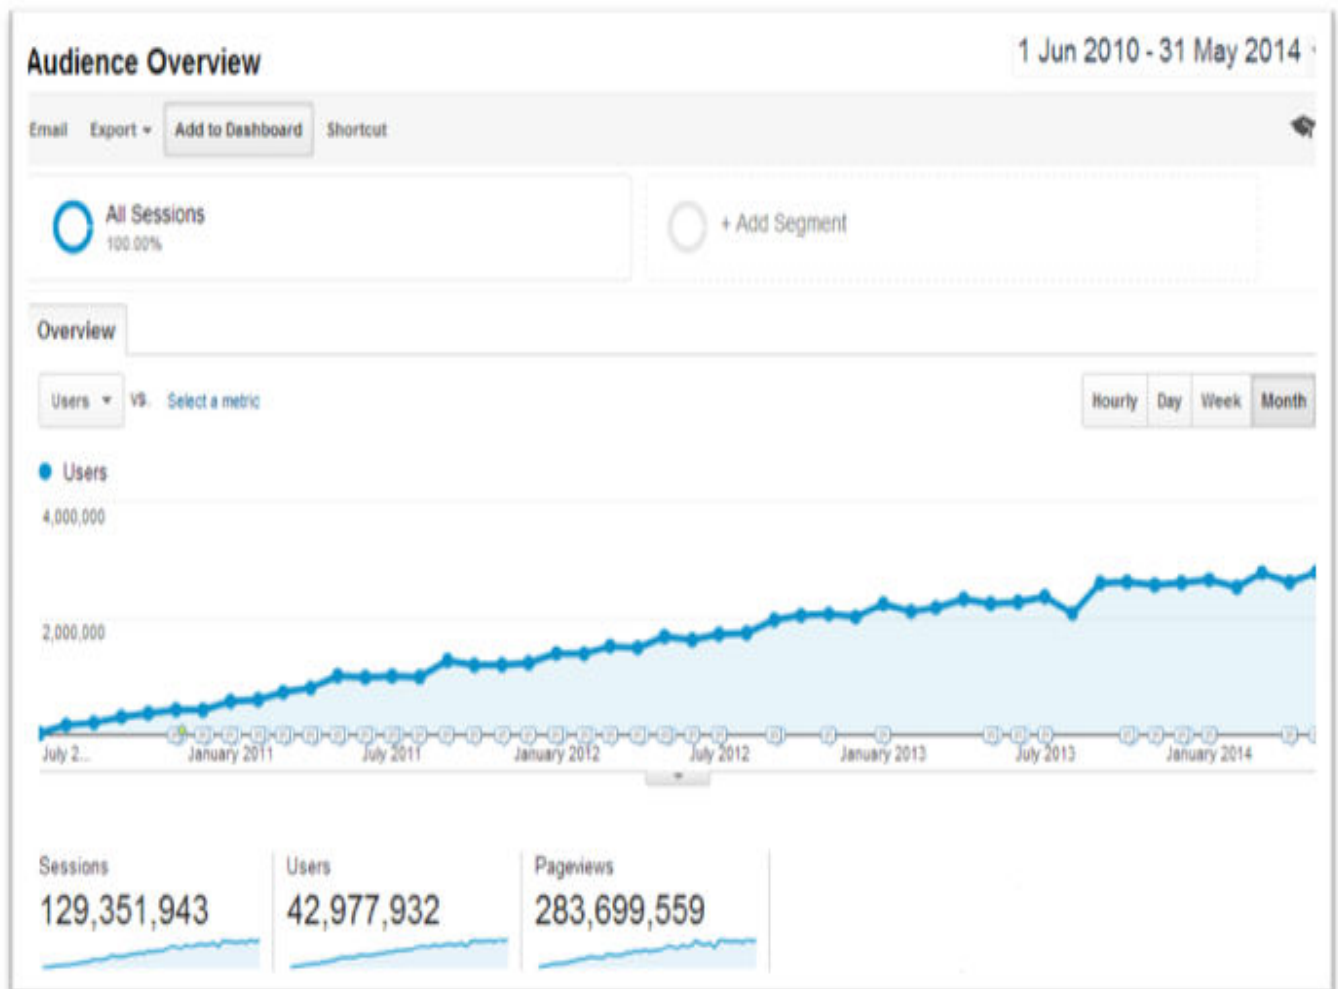 Audience Overview
1 Jun 2010 - 31 May 2014
Email Export Add to Dashboard Shortcut
All Sessions
100.00%
+ Add Segment
Overview
Users VS. Select a metric
Hourly Day Week Month
Users
4,000,000
2,000,000
July 2... January 2011 July 2011 January 2012 July 2012 January 2013 July 2013 January 2014
Sessions Users Pageviews
129,351,943 42,977,932 283,699,559